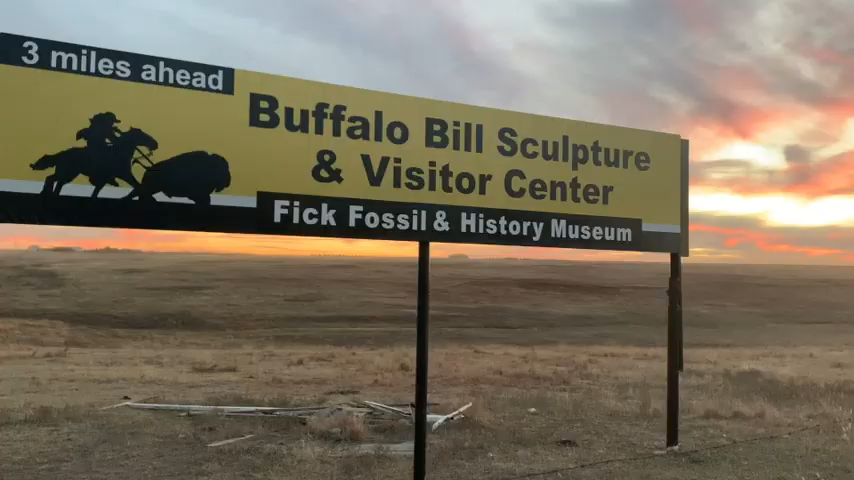 3 miles ahead
Buffalo Bill Sculpture
& Visitor Center
Fick Fossil & History Museum